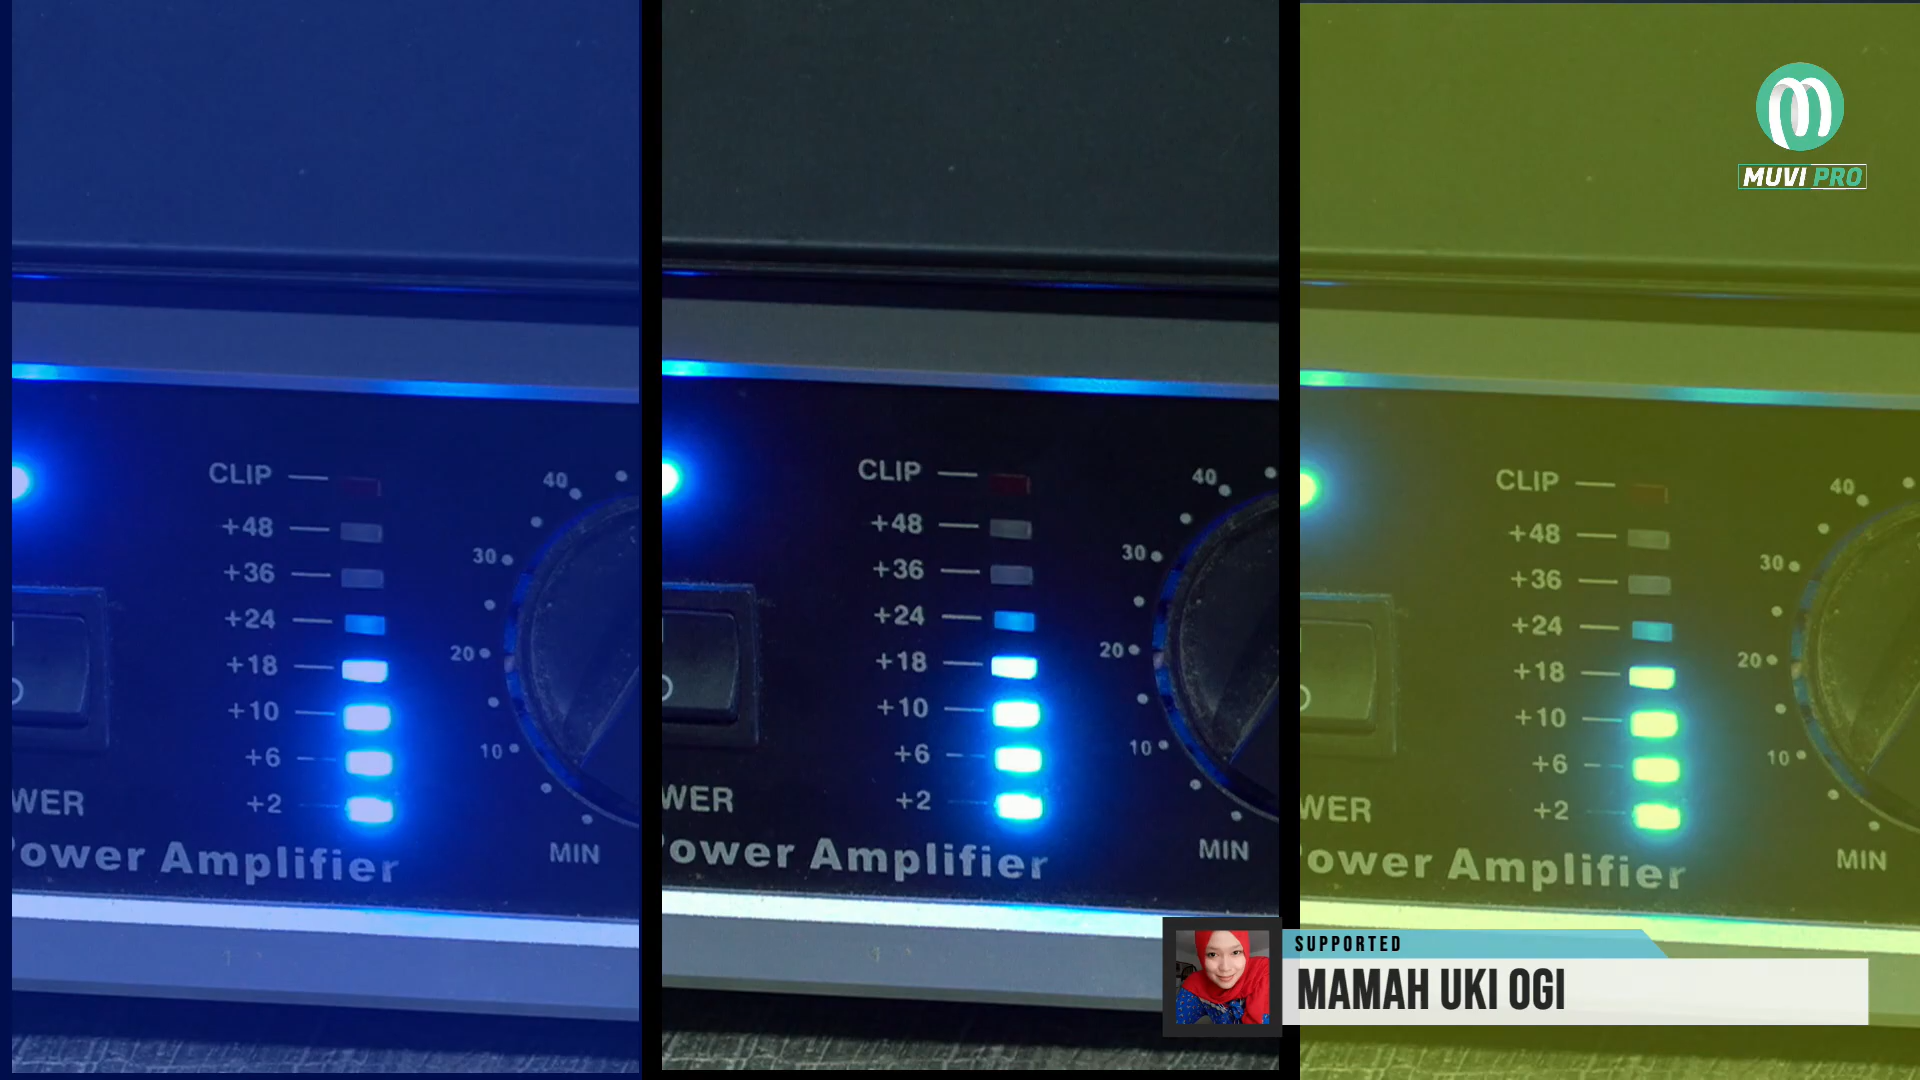 CLIP
+48
+36
+24
+18
+10
+6
+2
40
30
20
10
MIN
WER
ower Amplifier
CLIP
+48
+36
+24
+18
+10
+6
+2
40
30
20
10
MIN
WER
ower Amplifier
CLIP
+48
+36
+24
+18
+10
+6
+2
40
30
20
10
MIN
WER
ower Amplifier
MUVI PRO
SUPPORTED
MAMAH UKI OGI